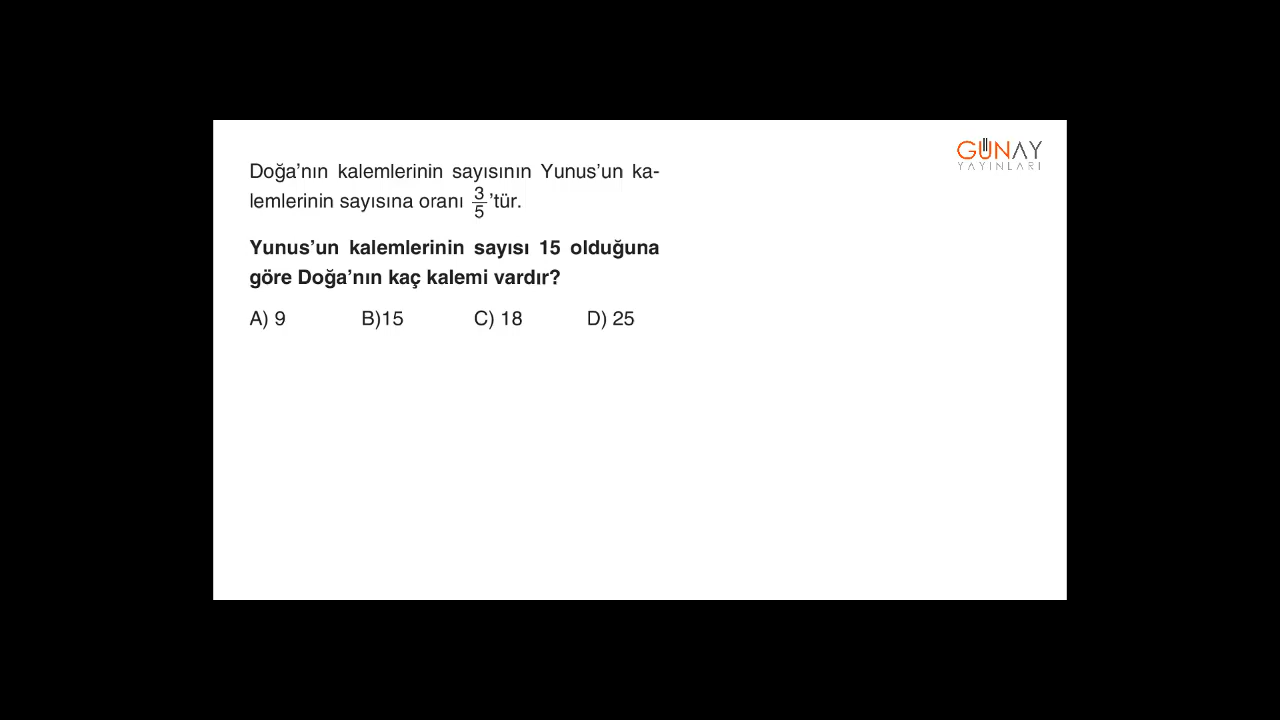 GÜNAY
YAYINLARI
Doğa'nın kalemlerinin sayısının Yunus'un ka-
lemlerinin sayısına oranı 3/5 'tür.
Yunus'un kalemlerinin sayısı 15 olduğuna
göre Doğa'nın kaç kalemi vardır?
A) 9 B)15 C) 18 D) 25